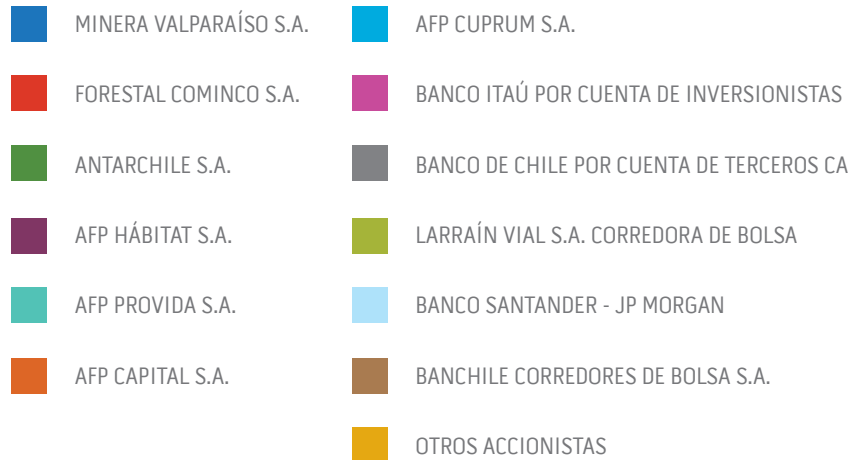 MINERA VALPARAÍSO S.A.
FORESTAL COMINCO S.A.
ANTARCHILE S.A.
AFP HÁBITAT S.A.
AFP PROVIDA S.A.
AFP CAPITAL S.A.
AFP CUPRUM S.A.
BANCO ITAÚ POR CUENTA DE INVERSIONISTAS
BANCO DE CHILE POR CUENTA DE TERCEROS CA
LARRAÍN VIAL S.A. CORREDORA DE BOLSA
BANCO SANTANDER - JP MORGAN
BANCHILE CORREDORES DE BOLSA S.A.
OTROS ACCIONISTAS